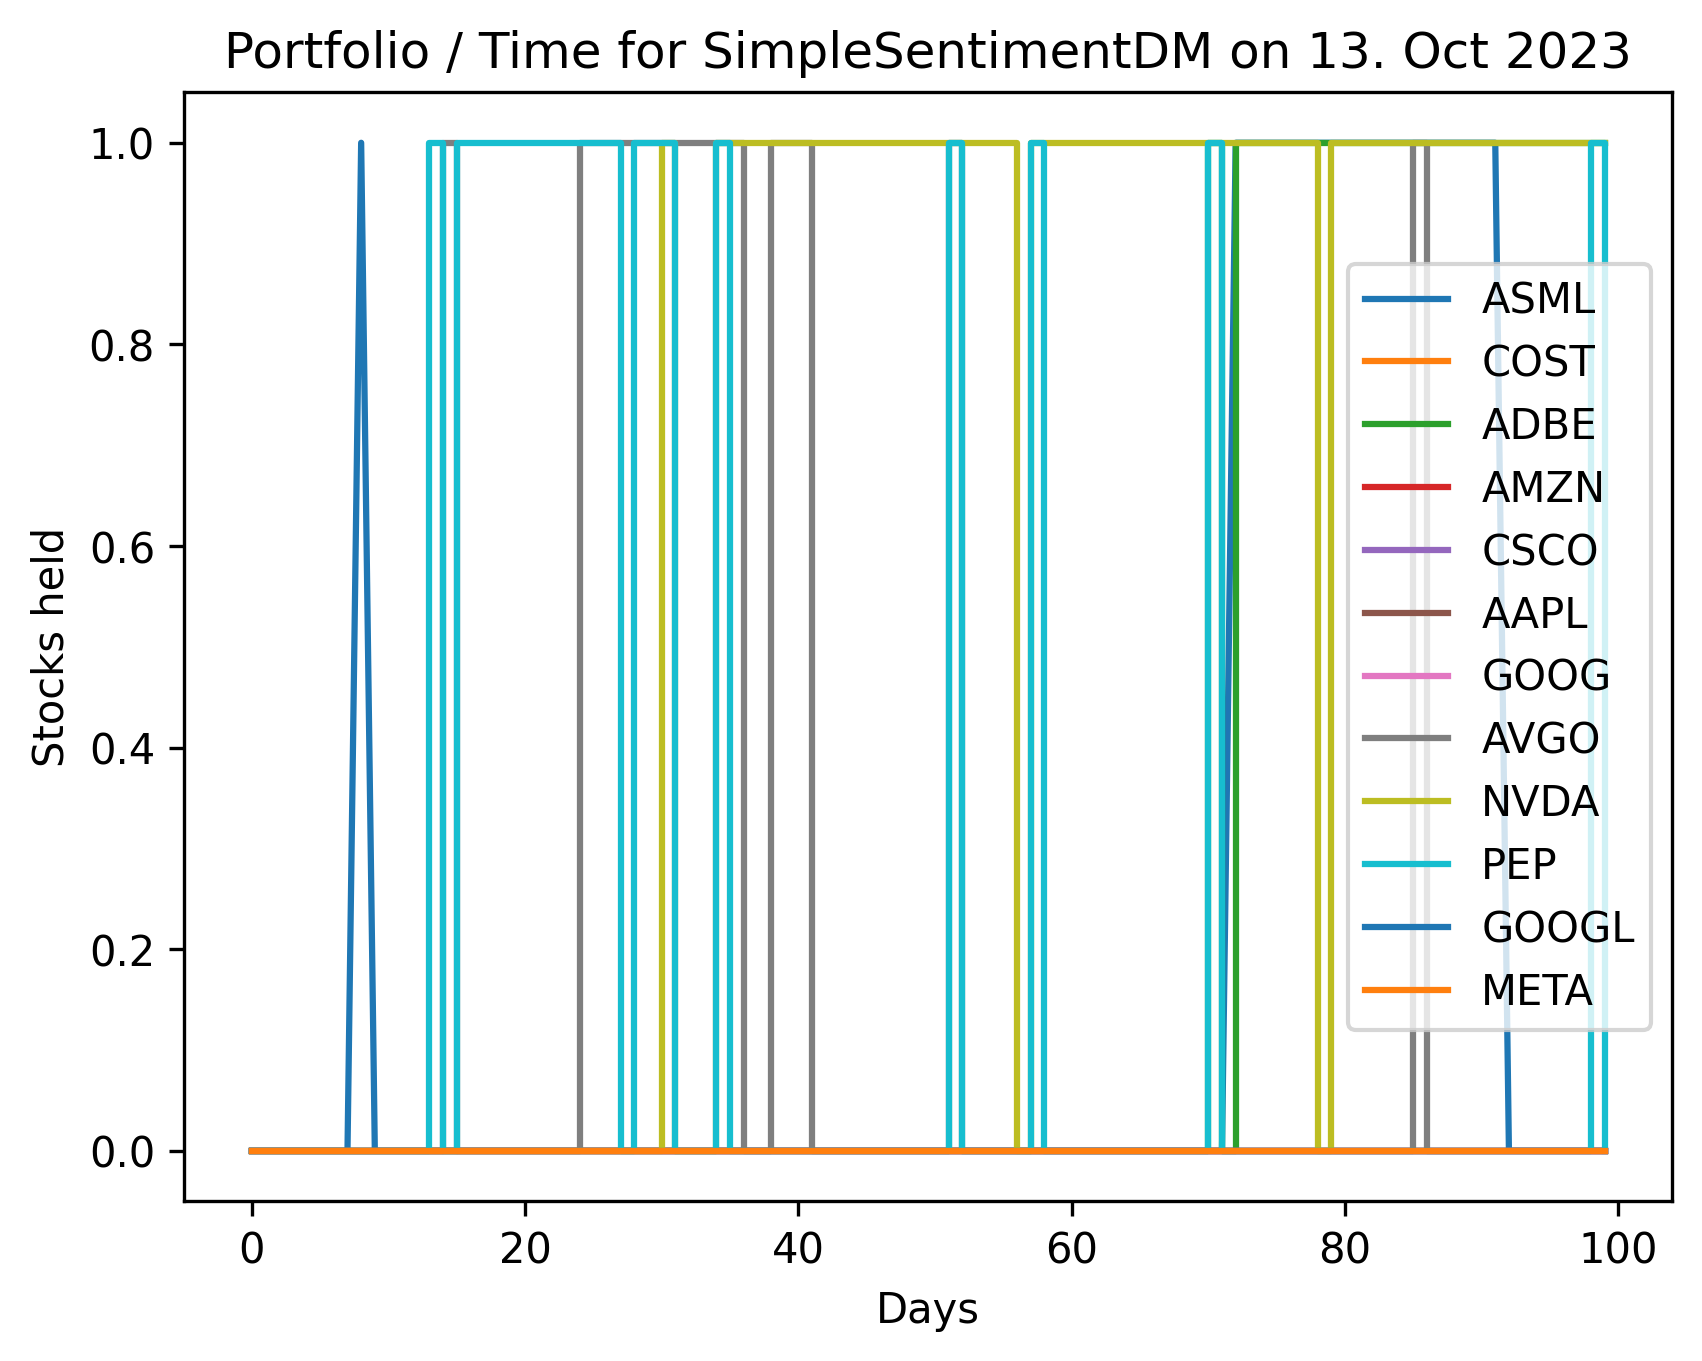 Portfolio / Time for SimpleSentimentDM on 13. Oct 2023
1.0
0.8
0.6
0.4
0.2
0.0
Stocks held
ASML
COST
ADBE
AMZN
CSCO
AAPL
GOOG
AVGO
NVDA
PEP
GOOGL
META
0 20 40 60 80 100
Days